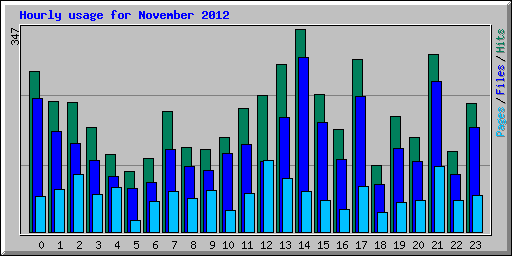 Hourly usage for November 2012
347
Pages/Files/Hits
0 1 2 3 4 5 6 7 8 9 10 11 12 13 14 15 16 17 18 19 20 21 22 23